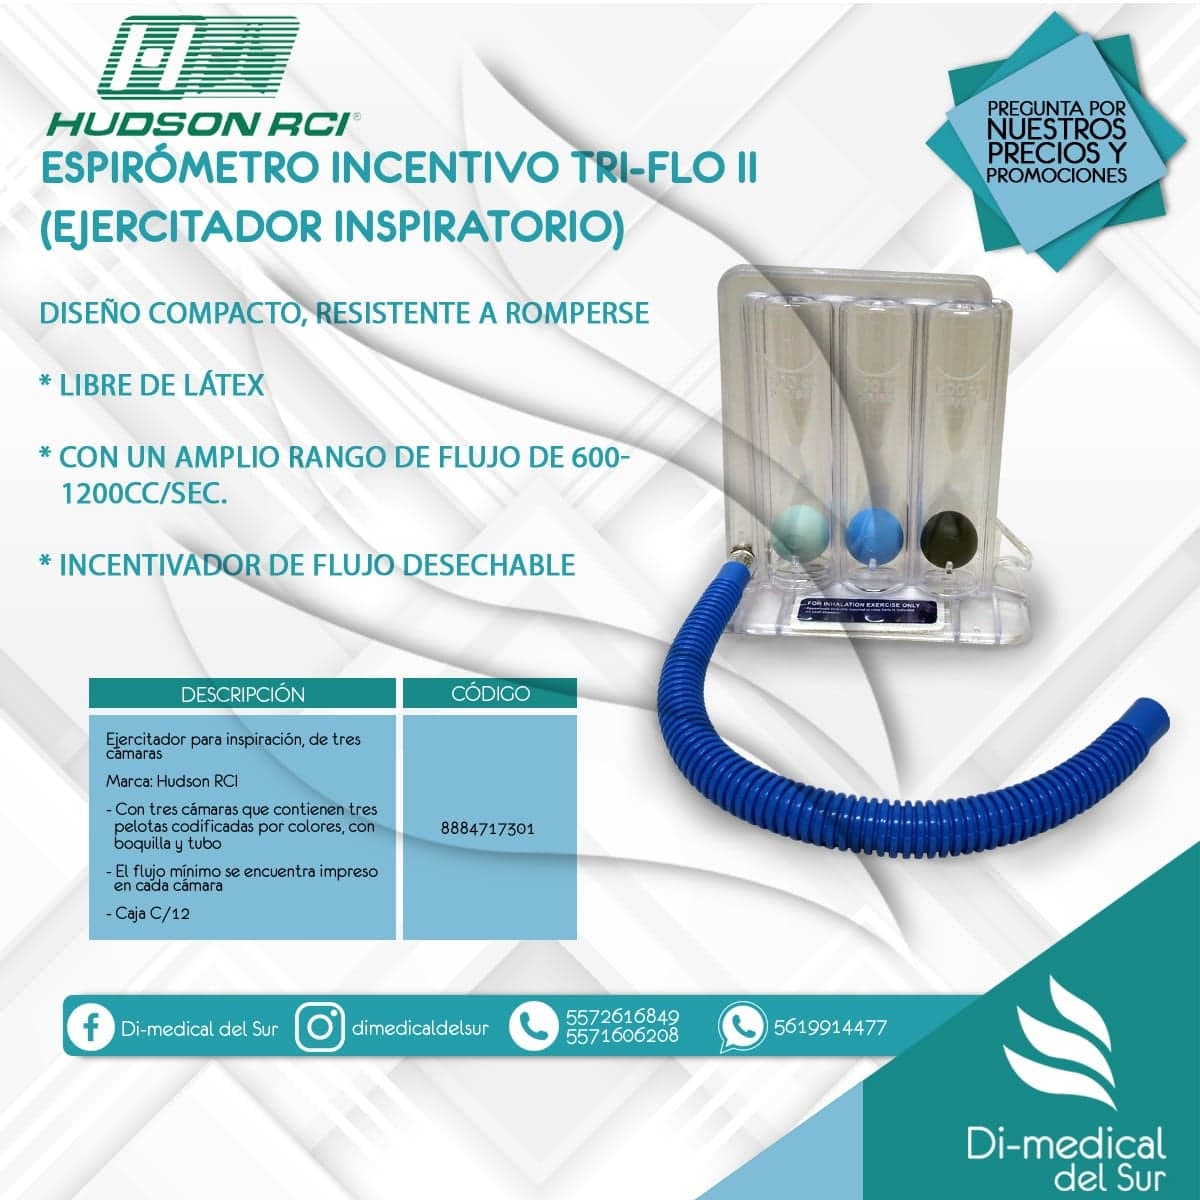 HUDSON RCI®
ESPIRÓMETRO INCENTIVO TRI-FLO II
(EJERCITADOR INSPIRATORIO)
PREGUNTA POR
NUESTROS
PRECIOS Y
PROMOCIONES
DISEÑO COMPACTO, RESISTENTE A ROMPERSE
* LIBRE DE LÁTEX
* CON UN AMPLIO RANGO DE FLUJO DE 600-
1200CC/SEC.
* INCENTIVADOR DE FLUJO DESECHABLE
FOR INHALATION EXERCISE ONLY
DESCRIPCIÓN
CÓDIGO
Ejercitador para inspiración, de tres
cámaras
Marca: Hudson RCI
- Con tres cámaras que contienen tres
pelotas codificadas por colores, con
boquilla y tubo
- El flujo mínimo se encuentra impreso
en cada cámara
- Caja C/12
8884717301
Di-medical del Sur
dimedicaldelsur
5572616849
5571606208
5619914477
Di-medical
del Sur